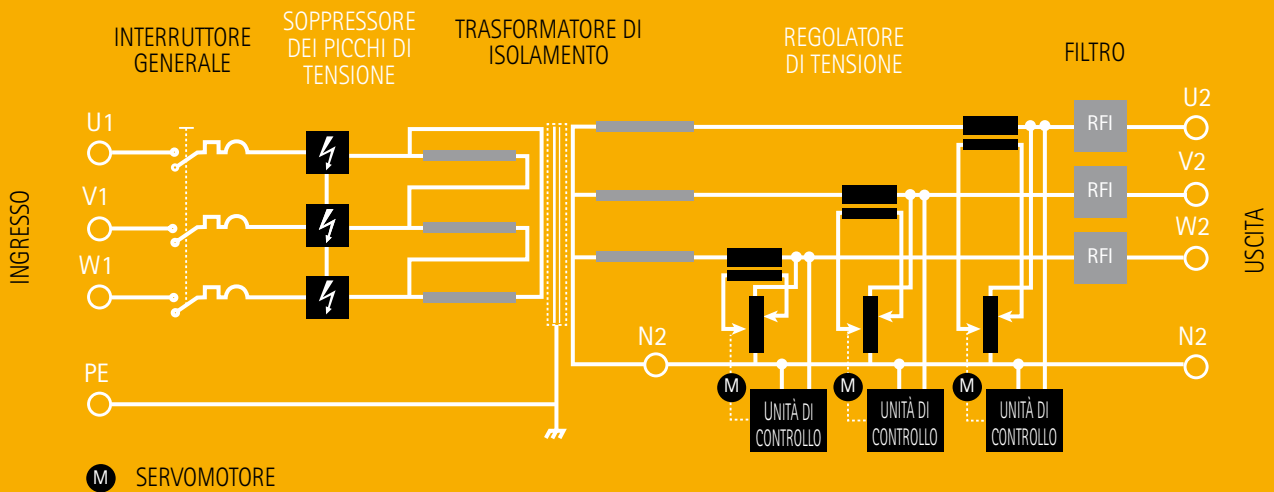 INTERRUTTORE
GENERALE
SOPPRESSORE
DEI PICCHI DI
TENSIONE
TRASFORMATORE DI
ISOLAMENTO
REGOLATORE
DI TENSIONE
FILTRO
INGRESSO
U1
V1
W1
PE
RFI
RFI
RFI
U2
V2
W2
USCITA
N2
N2
M
M
M
UNITÀ DI
CONTROLLO
UNITÀ DI
CONTROLLO
UNITÀ DI
CONTROLLO
M SERVOMOTORE